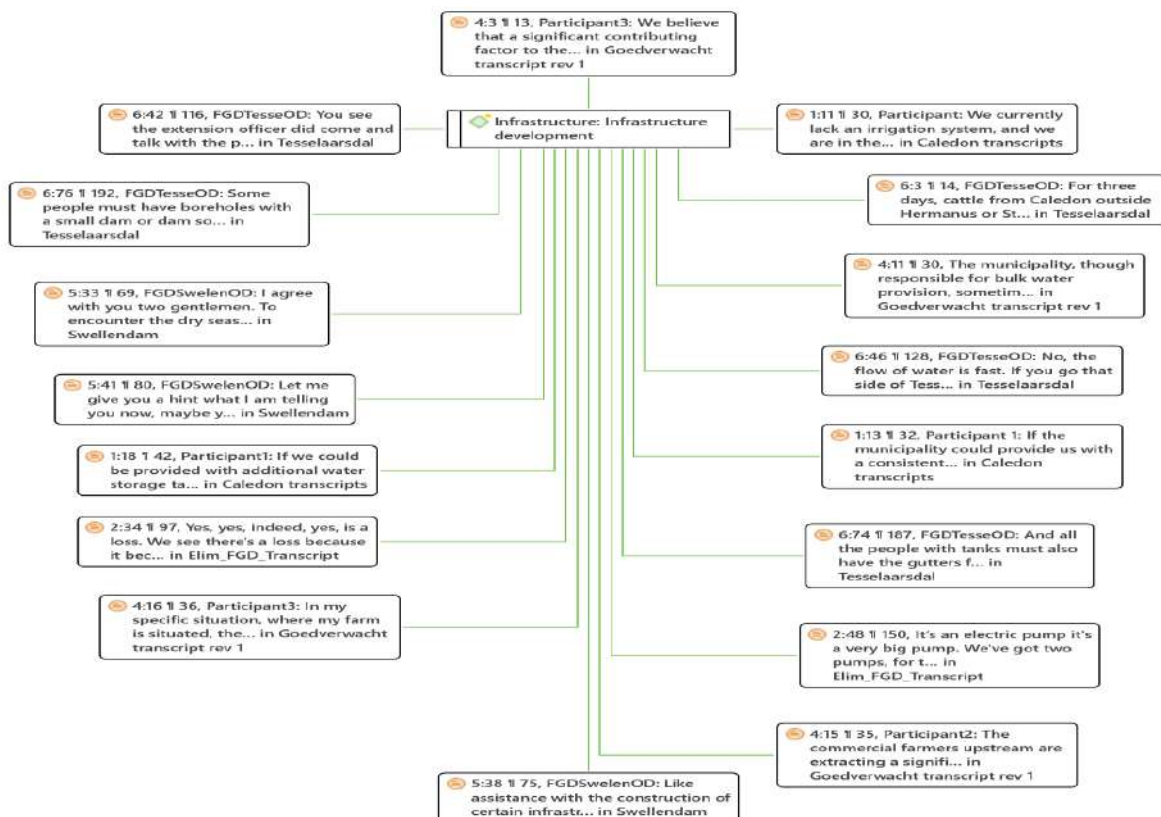 4:3 ¶ 13, Participant3: We believe
that a significant contributing
factor to the... in Goedverwacht
transcript rev 1
6:42 ¶ 116, FGDTesseOD: You see
the extension officer did come and
talk with the p... in Tesselaarsdal
Infrastructure: Infrastructure
development
1:11 ¶ 30, Participant: We currently
lack an irrigation system, and we
are in the... in Caledon transcripts
6:76 ¶ 192, FGDTesseOD: Some
people must have boreholes with
a small dam or dam so... in
Tesselaarsdal
6:3 ¶ 14, FGDTesseOD: For three
days, cattle from Caledon outside
Hermanus or St... in Tesselaarsdal
5:33 ¶ 69, FGDSwelenOD: I agree
with you two gentlemen. To
encounter the dry seas... in
Swellendam
4:11 ¶ 30, The municipality, though
responsible for bulk water
provision, sometim... in
Goedverwacht transcript rev 1
5:41 ¶ 80, FGDSwelenOD: Let me
give you a hint what I am telling
you now, maybe y... in Swellendam
6:46 ¶ 128, FGDTesseOD: No, the
flow of water is fast. If you go that
side of Tess... in Tesselaarsdal
1:18 ¶ 42, Participant1: If we could
be provided with additional water
storage ta... in Caledon transcripts
1:13 ¶ 32, Participant 1: If the
municipality could provide us with
a consistent... in Caledon
transcripts
2:34 ¶ 97, Yes, yes, indeed, yes, is a
loss. We see there's a loss because
it bec... in Elim_FGD_Transcript
6:74 ¶ 187, FGDTesseOD: And all
the people with tanks must also
have the gutters f... in
Tesselaarsdal
4:16 ¶ 36, Participant3: In my
specific situation, where my farm
is situated, the... in Goedverwacht
transcript rev 1
2:48 ¶ 150, It's an electric pump it's
a very big pump. We've got two
pumps, for t... in
Elim_FGD_Transcript
4:15 ¶ 35, Participant2: The
commercial farmers upstream are
extracting a signifi... in
Goedverwacht transcript rev 1
5:38 ¶ 75, FGDSwelenOD: Like
assistance with the construction of
certain infrastr... in Swellendam